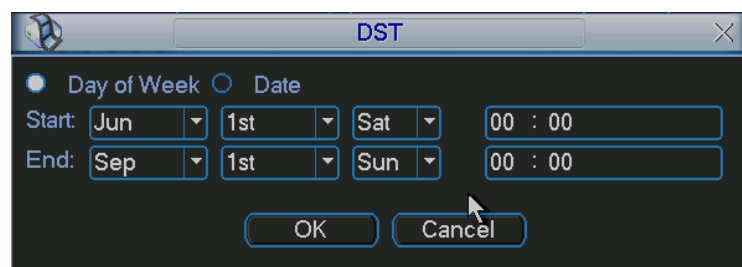 DST
Day of Week Date
Start: Jun 1st Sat 00 : 00
End: Sep 1st Sun 00 : 00
OK Cancel